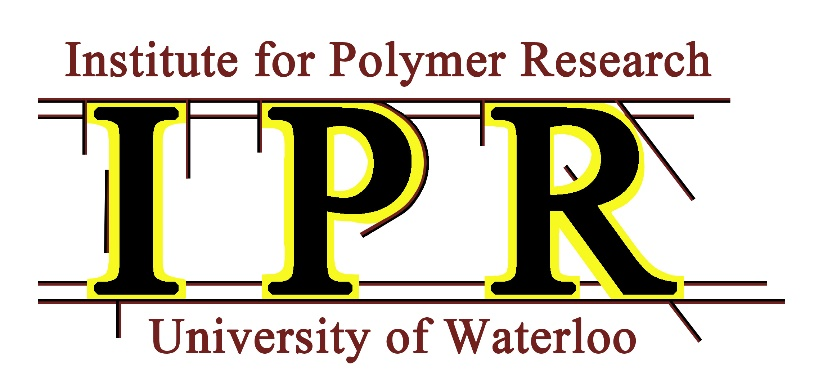 Institute for Polymer Research
IPR
University of Waterloo